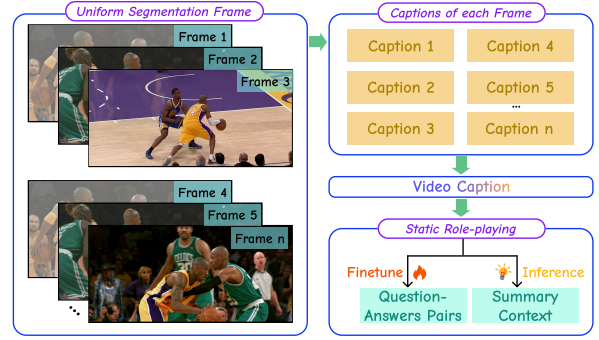 Uniform Segmentation Frame
Frame 1
Frame 2
Frame 3
Frame 4
Frame 5
Frame n
...
Captions of each Frame
Caption 1
Caption 4
Caption 2
Caption 5
...
Caption 3
Caption n
Video Caption
Static Role-playing
Finetune
Inference
Question-
Answers Pairs
Summary
Context